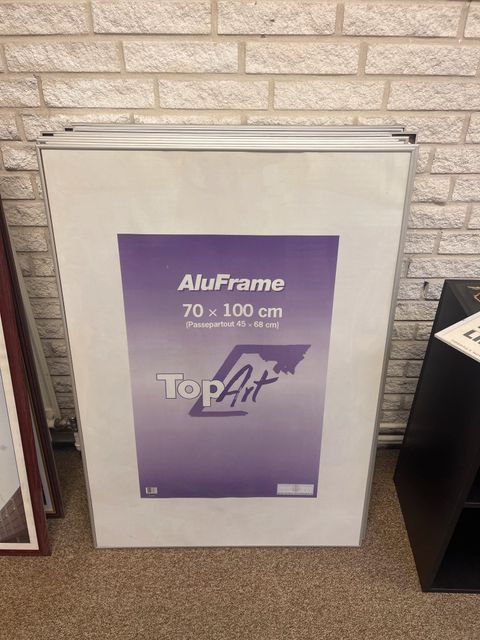 AluFrame
70 × 100 cm
(Passepartout 45 × 68 cm)
TopArt